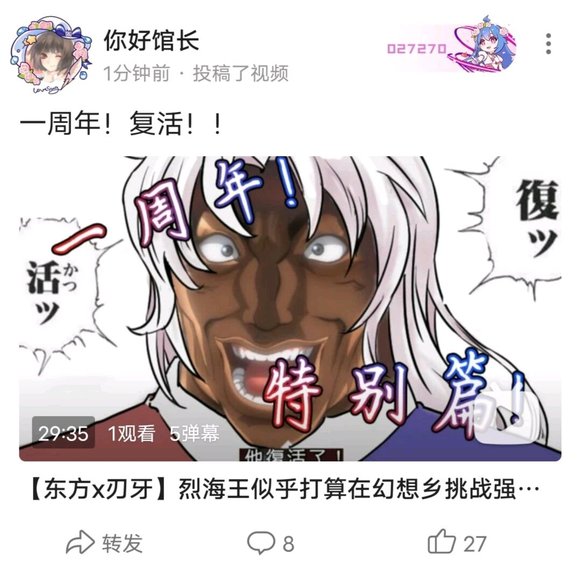 你好馆长
1分钟前 · 投稿了视频
027270
一周年！复活！！
一周年！
復ッ
活ッ
かつ
特别篇！
29:35 1观看 5弹幕
他復活了！
【东方x刃牙】烈海王似乎打算在幻想乡挑战强…
转发
8
27